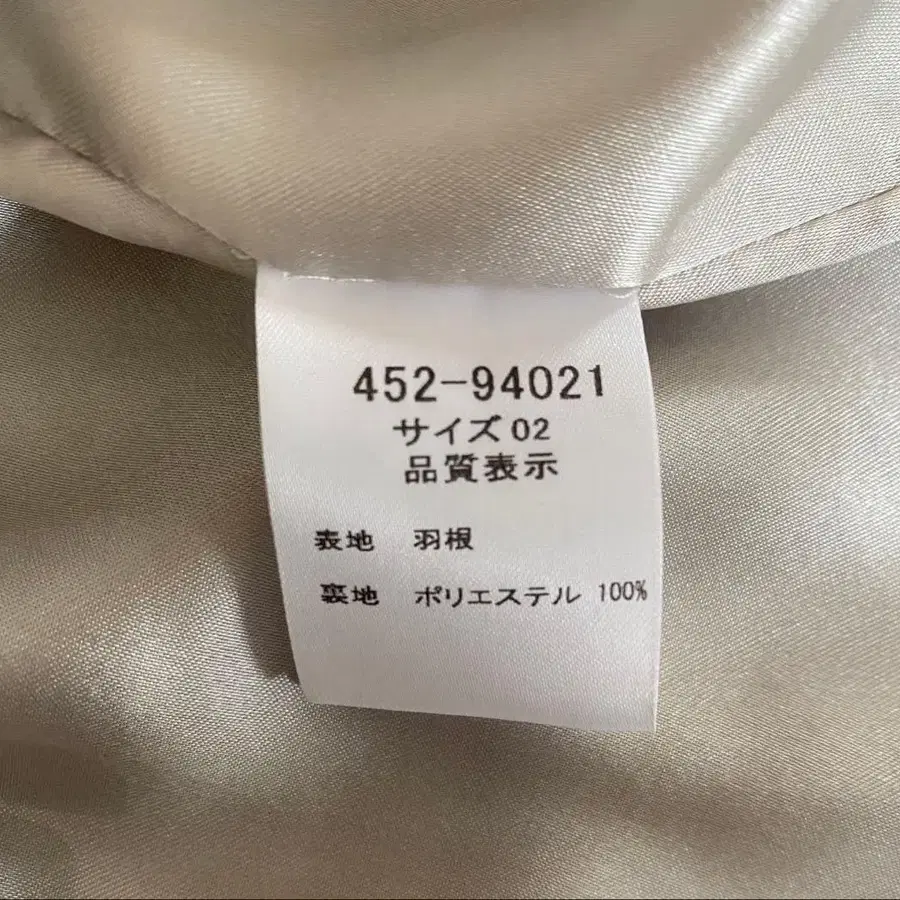 452-94021
サイズ02
品質表示
表地 羽根
裏地 ポリエステル 100%